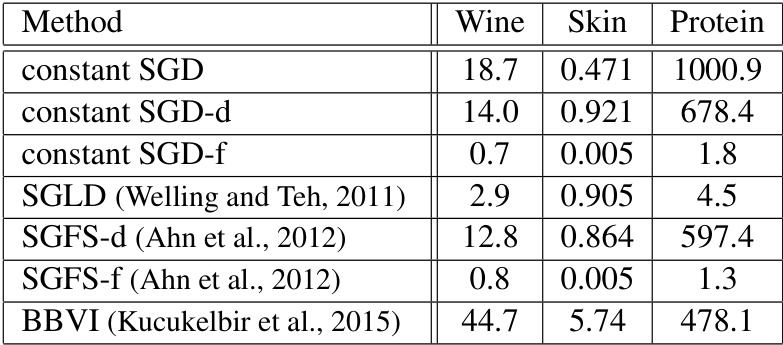 Method Wine Skin Protein
constant SGD 18.7 0.471 1000.9
constant SGD-d 14.0 0.921 678.4
constant SGD-f 0.7 0.005 1.8
SGLD (Welling and Teh, 2011) 2.9 0.905 4.5
SGFS-d (Ahn et al., 2012) 12.8 0.864 597.4
SGFS-f (Ahn et al., 2012) 0.8 0.005 1.3
BBVI (Kucukelbir et al., 2015) 44.7 5.74 478.1